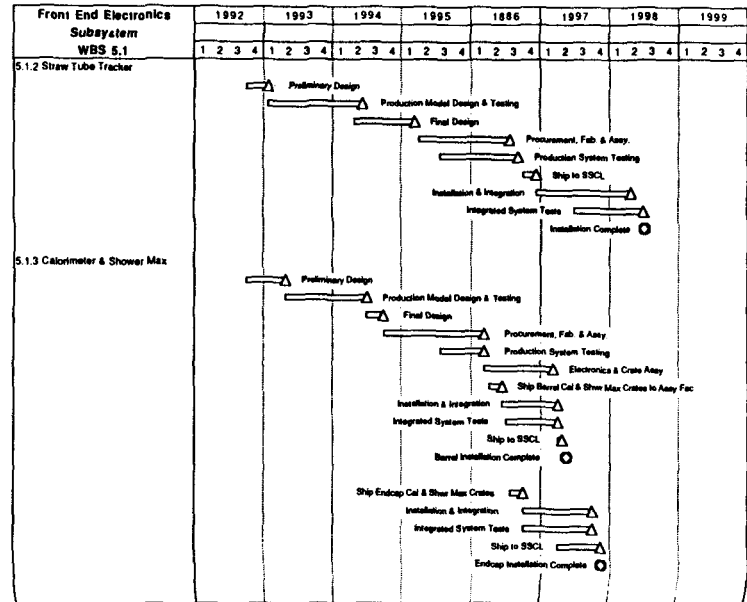 Front End Electronics
Subsystem
WBS 5.1
1992 1993 1994 1995 1886 1997 1998 1999
1 2 3 4 1 2 3 4 1 2 3 4 1 2 3 4 1 2 3 4 1 2 3 4 1 2 3 4 1 2 3 4
5.1.2 Straw Tube Tracker
Preliminary Design
Production Model Design & Testing
Final Design
Procurement, Fab. & Assy.
Production System Testing
Ship to SSCL
Installation & Integration
Integrated System Tests
Installation Complete
5.1.3 Calorimeter & Shower Max
Preliminary Design
Production Model Design & Testing
Final Design
Procurement, Fab. & Assy
Production System Testing
Electronics & Crate Assy
Ship Barrel Cal & Shwr Max Crates to Assy Fac
Installation & Integration
Integrated System Tests
Ship to SSCL
Barrel Installation Complete
Ship Endcap Cal & Shwr Max Crates
Installation & Integration
Integrated System Tests
Ship to SSCL
Endcap Installation Complete